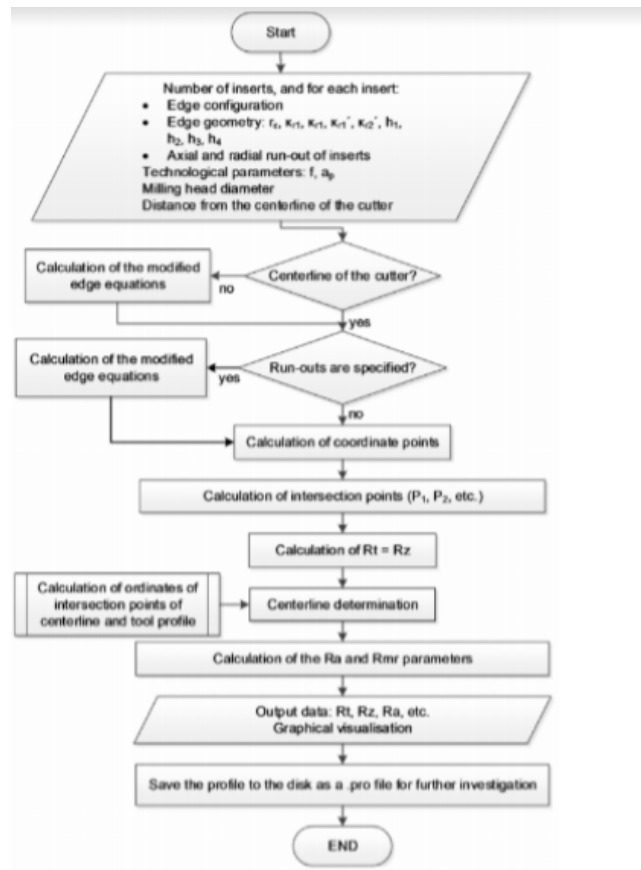 Start
Number of inserts, and for each insert:
• Edge configuration
• Edge geometry: rε, κr1, κr1, κr1´, κr2´, h1,
h2, h3, h4
• Axial and radial run-out of inserts
Technological parameters: f, ap
Milling head diameter
Distance from the centerline of the cutter
Calculation of the modified
edge equations
no
Centerline of the cutter?
yes
Calculation of the modified
edge equations
yes
Run-outs are specified?
no
Calculation of coordinate points
Calculation of intersection points (P1, P2, etc.)
Calculation of Rt = Rz
Calculation of ordinates of
intersection points of
centerline and tool profile
Centerline determination
Calculation of the Ra and Rmr parameters
Output data: Rt, Rz, Ra, etc.
Graphical visualisation
Save the profile to the disk as a .pro file for further investigation
END